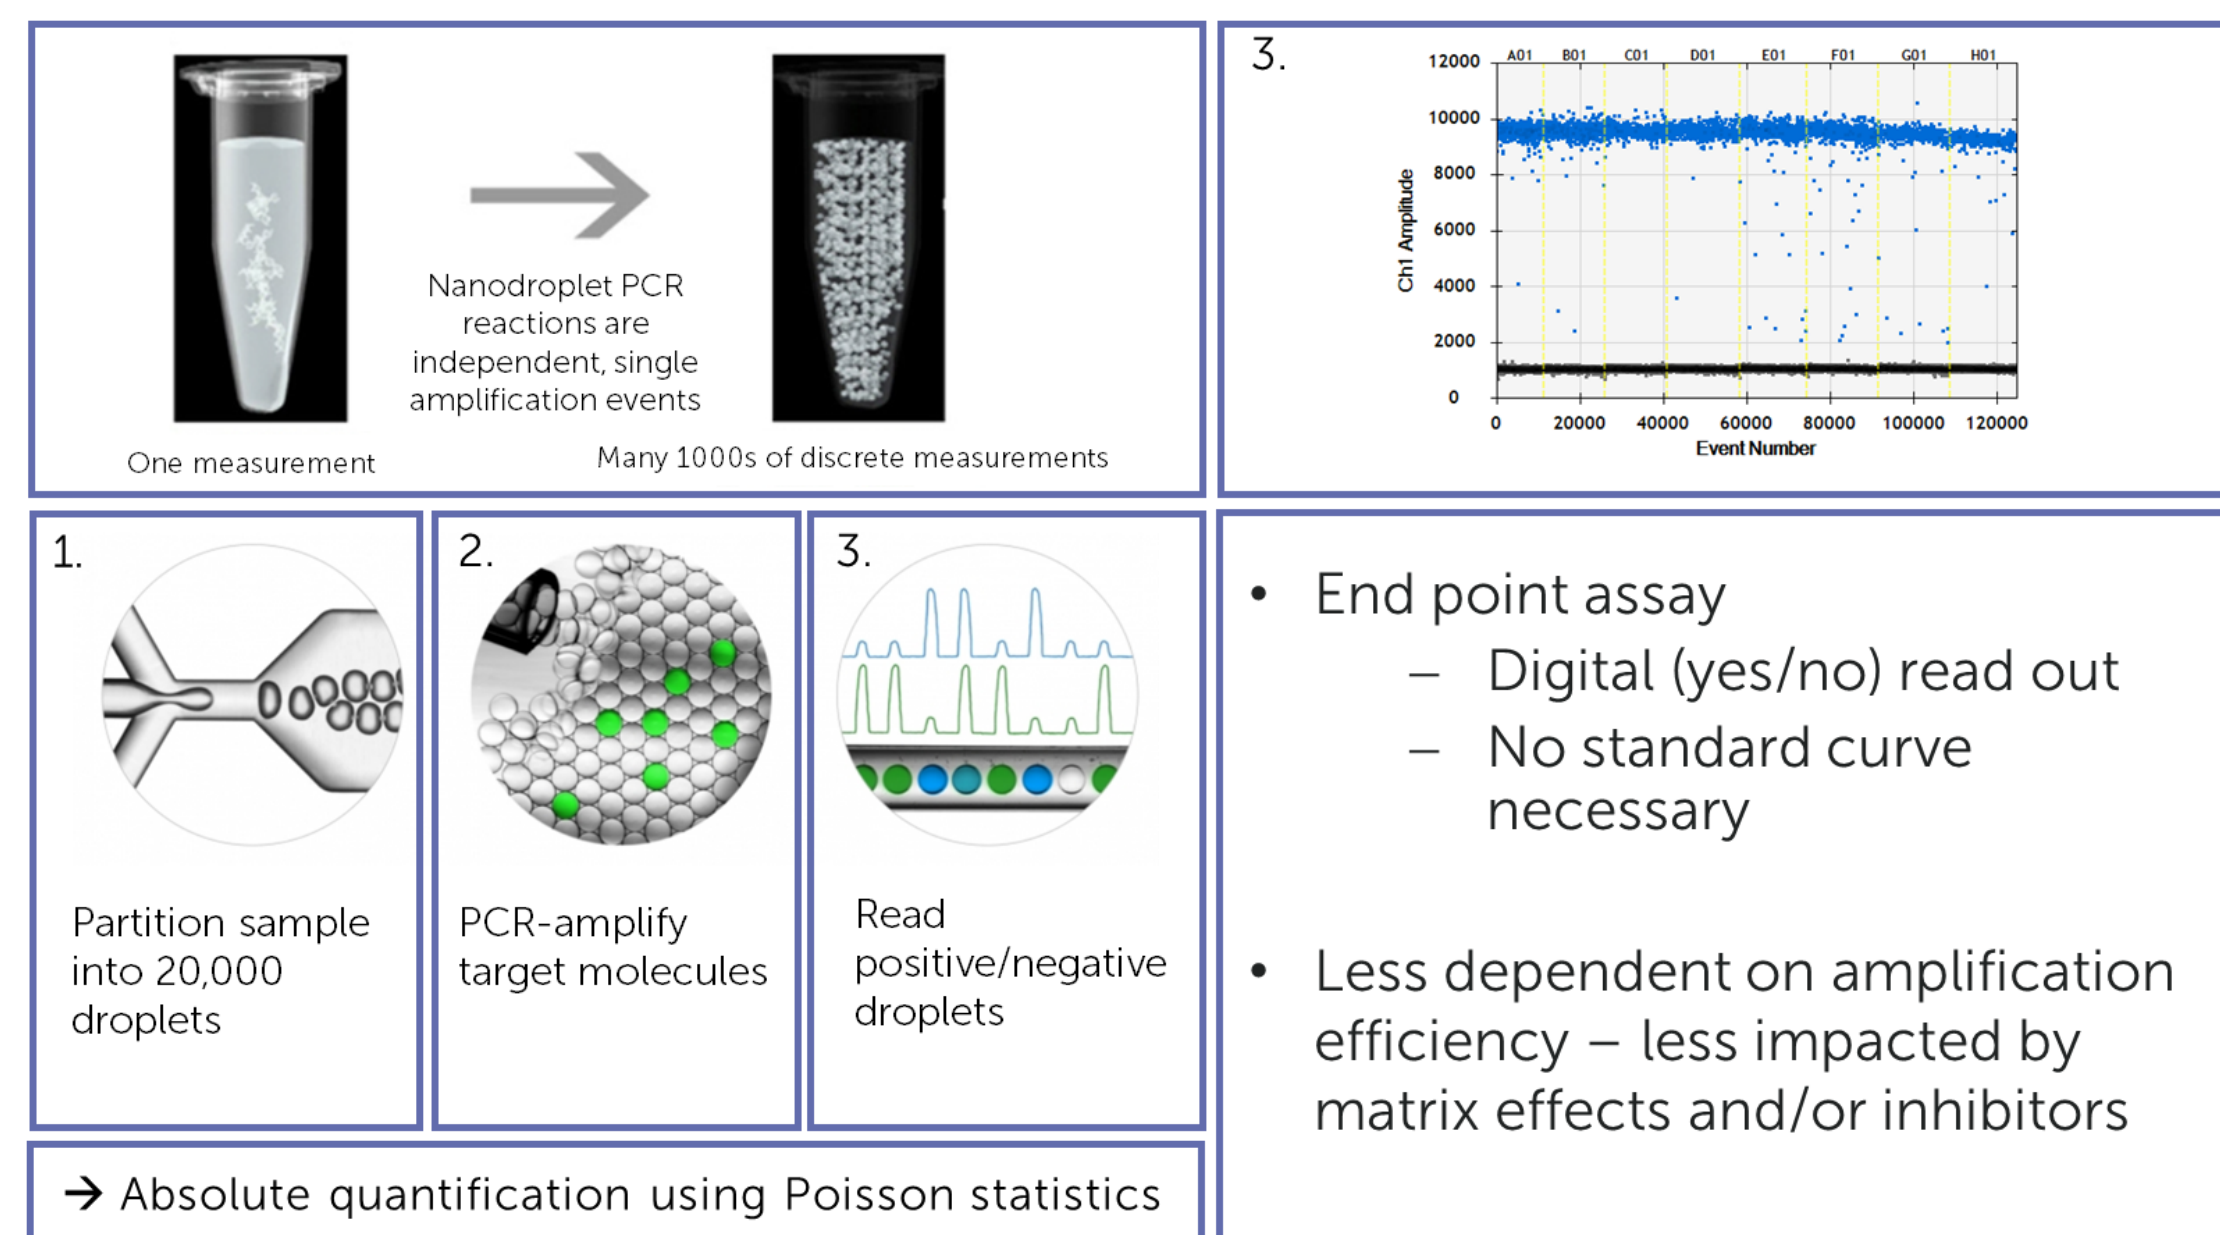 Nanodroplet PCR
reactions are
independent, single
amplification events
One measurement
Many 1000s of discrete measurements
3.
A01 B01 C01 D01 E01 F01 G01 H01
12000
10000
8000
6000
4000
2000
0
Ch1 Amplitude
0 20000 40000 60000 80000 100000 120000
Event Number
1.
Partition sample
into 20,000
droplets
2.
PCR-amplify
target molecules
3.
Read
positive/negative
droplets
→ Absolute quantification using Poisson statistics
• End point assay
– Digital (yes/no) read out
– No standard curve
necessary
• Less dependent on amplification
efficiency – less impacted by
matrix effects and/or inhibitors